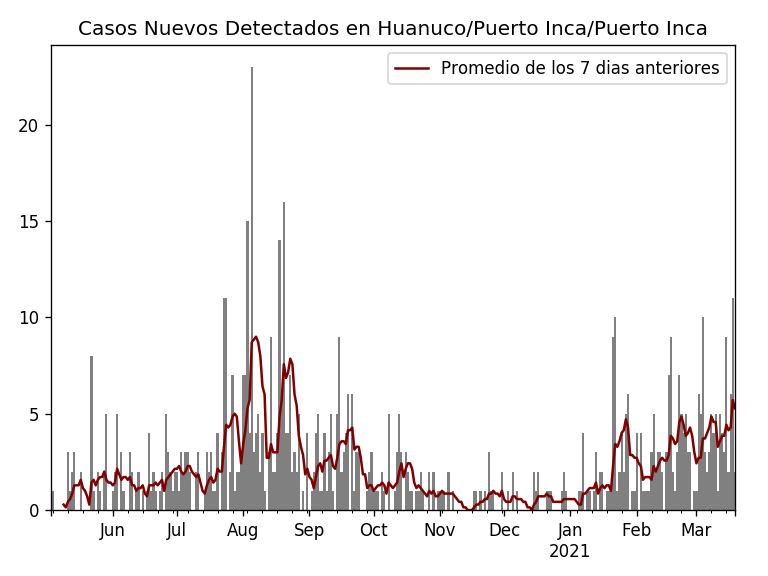 Casos Nuevos Detectados en Huanuco/Puerto Inca/Puerto Inca
Promedio de los 7 dias anteriores
20
15
10
5
0
Jun Jul Aug Sep Oct Nov Dec Jan Feb Mar
2021